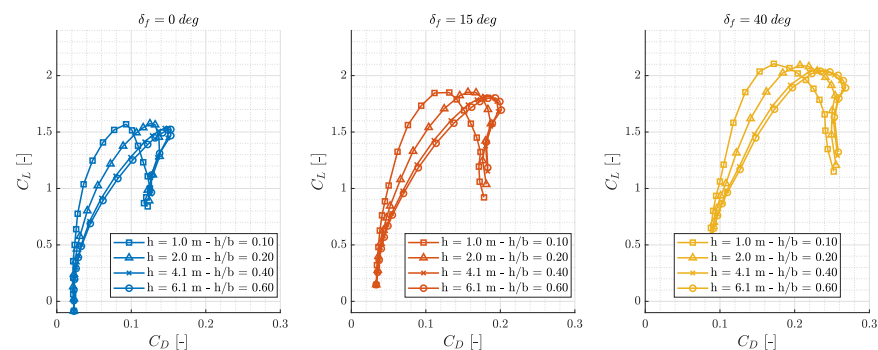 δf = 0 deg
2
1.5
1
0.5
0
CL [-]
0
0.1
0.2
0.3
CD [-]
h = 1.0 m - h/b = 0.10
h = 2.0 m - h/b = 0.20
h = 4.1 m - h/b = 0.40
h = 6.1 m - h/b = 0.60
δf = 15 deg
2
1.5
1
0.5
0
CL [-]
0
0.1
0.2
0.3
CD [-]
h = 1.0 m - h/b = 0.10
h = 2.0 m - h/b = 0.20
h = 4.1 m - h/b = 0.40
h = 6.1 m - h/b = 0.60
δf = 40 deg
2
1.5
1
0.5
0
CL [-]
0
0.1
0.2
0.3
CD [-]
h = 1.0 m - h/b = 0.10
h = 2.0 m - h/b = 0.20
h = 4.1 m - h/b = 0.40
h = 6.1 m - h/b = 0.60